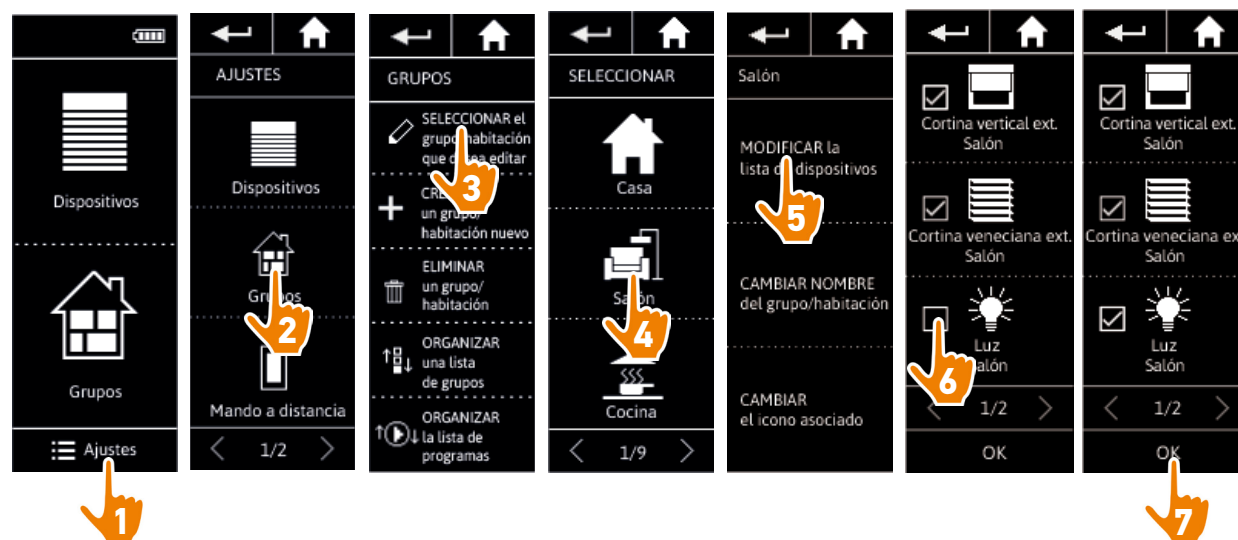 Dispositivos
Grupos
Ajustes
1
AJUSTES
Dispositivos
Grupos
2
Mando a distancia
1/2
GRUPOS
SELECCIONAR el
grupo/habitación
que desea editar
3
CREAR
un grupo/
habitación nuevo
ELIMINAR
un grupo/
habitación
ORGANIZAR
una lista
de grupos
ORGANIZAR
la lista de
programas
SELECCIONAR
Casa
Salón
4
Cocina
1/9
Salón
MODIFICAR la
lista de dispositivos
5
CAMBIAR NOMBRE
del grupo/habitación
CAMBIAR
el icono asociado
Cortina vertical ext.
Salón
Cortina veneciana ext.
Salón
Luz
Salón
6
1/2
OK
Cortina vertical ext.
Salón
Cortina veneciana ex
Salón
Luz
Salón
1/2
OK
7